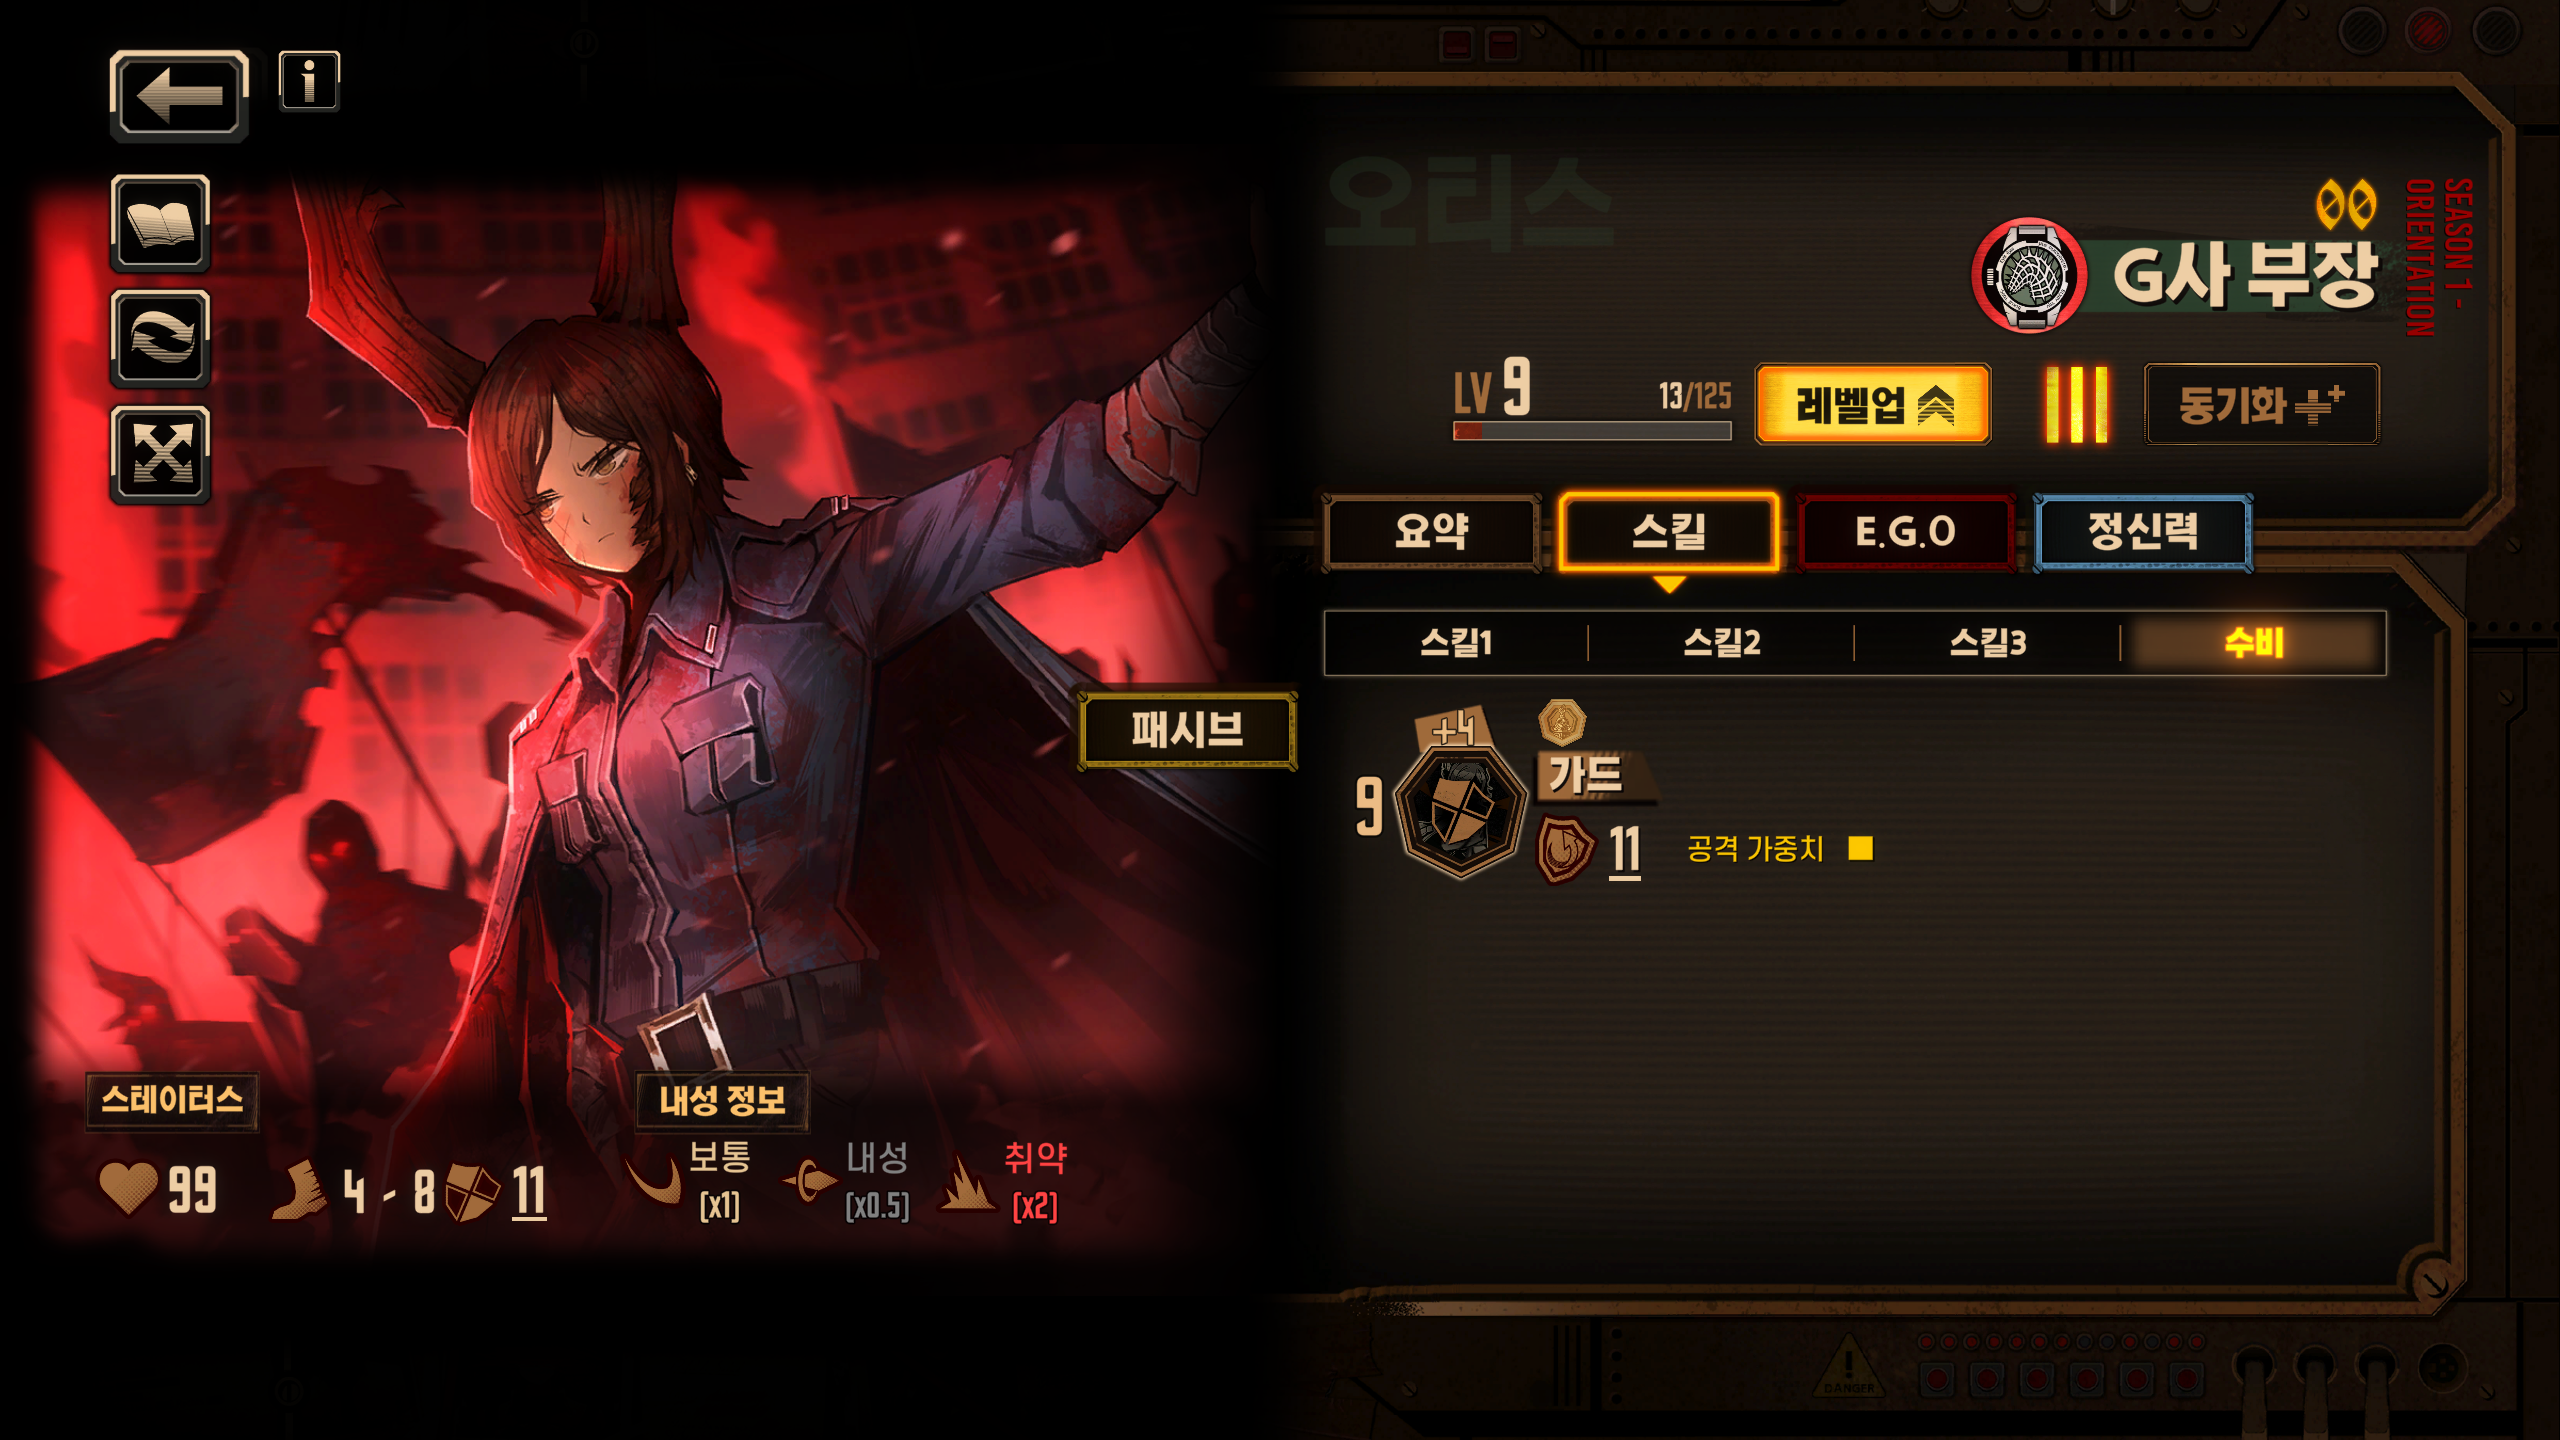 오티스
SEASON 1 -
ORIENTATION
G사 부장
LV 9
13/125
레벨업
동기화
요약
스킬
E.G.O
정신력
스킬1
스킬2
스킬3
수비
패시브
+4
9
가드
11
공격 가중치
스테이터스
99
4 - 8
11
내성 정보
보통
[x1]
내성
[x0.5]
취약
[x2]
DANGER